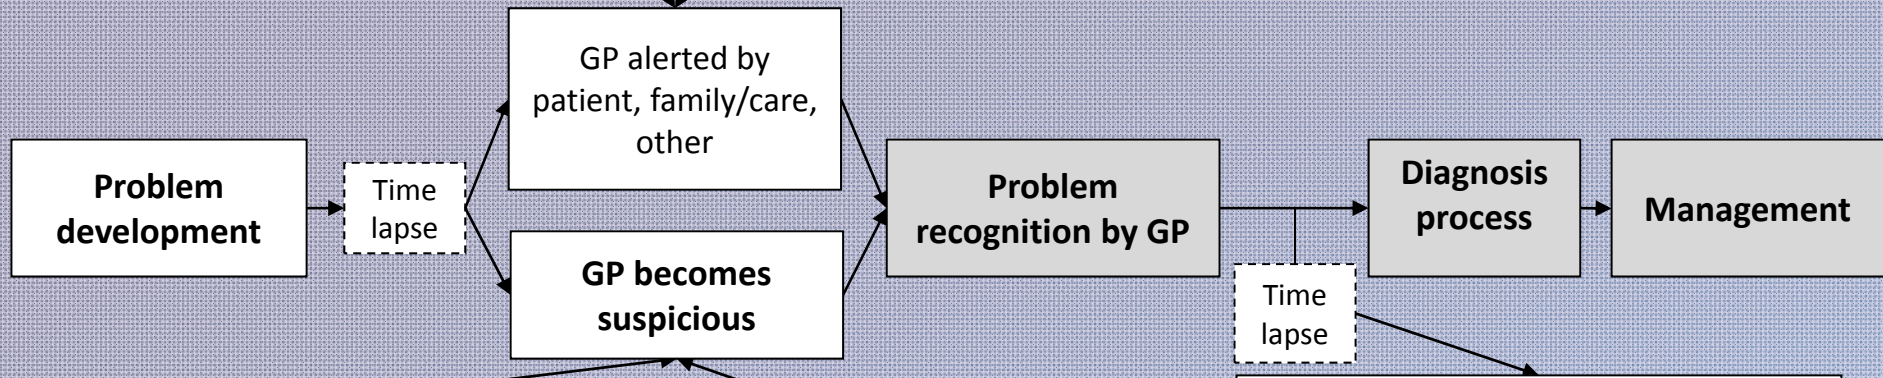 Problem
development
Time
lapse
GP alerted by
patient, family/care,
other
GP becomes
suspicious
Problem
recognition by GP
Time
lapse
Diagnosis
process
Management